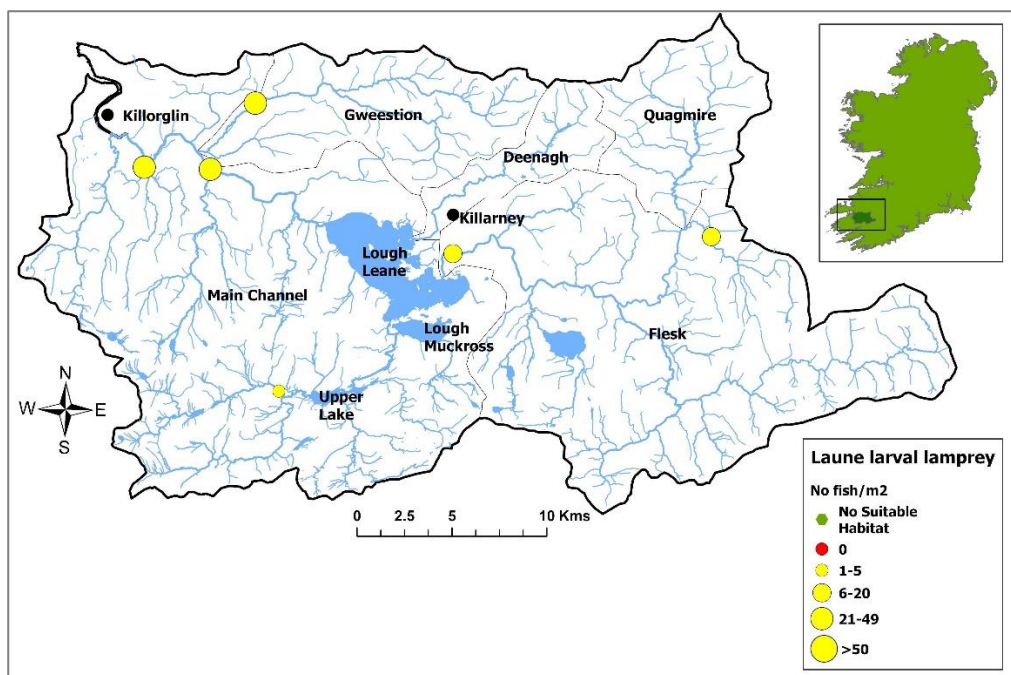 Killorglin
Gweestion
Quagmire
Deenagh
Killarney
Lough
Leane
Main Channel
Lough
Muckross
Flesk
Upper
Lake
N
W
E
S
0 2.5 5 10 Kms
Laune larval lamprey
No fish/m2
No Suitable
Habitat
0
1-5
6-20
21-49
>50